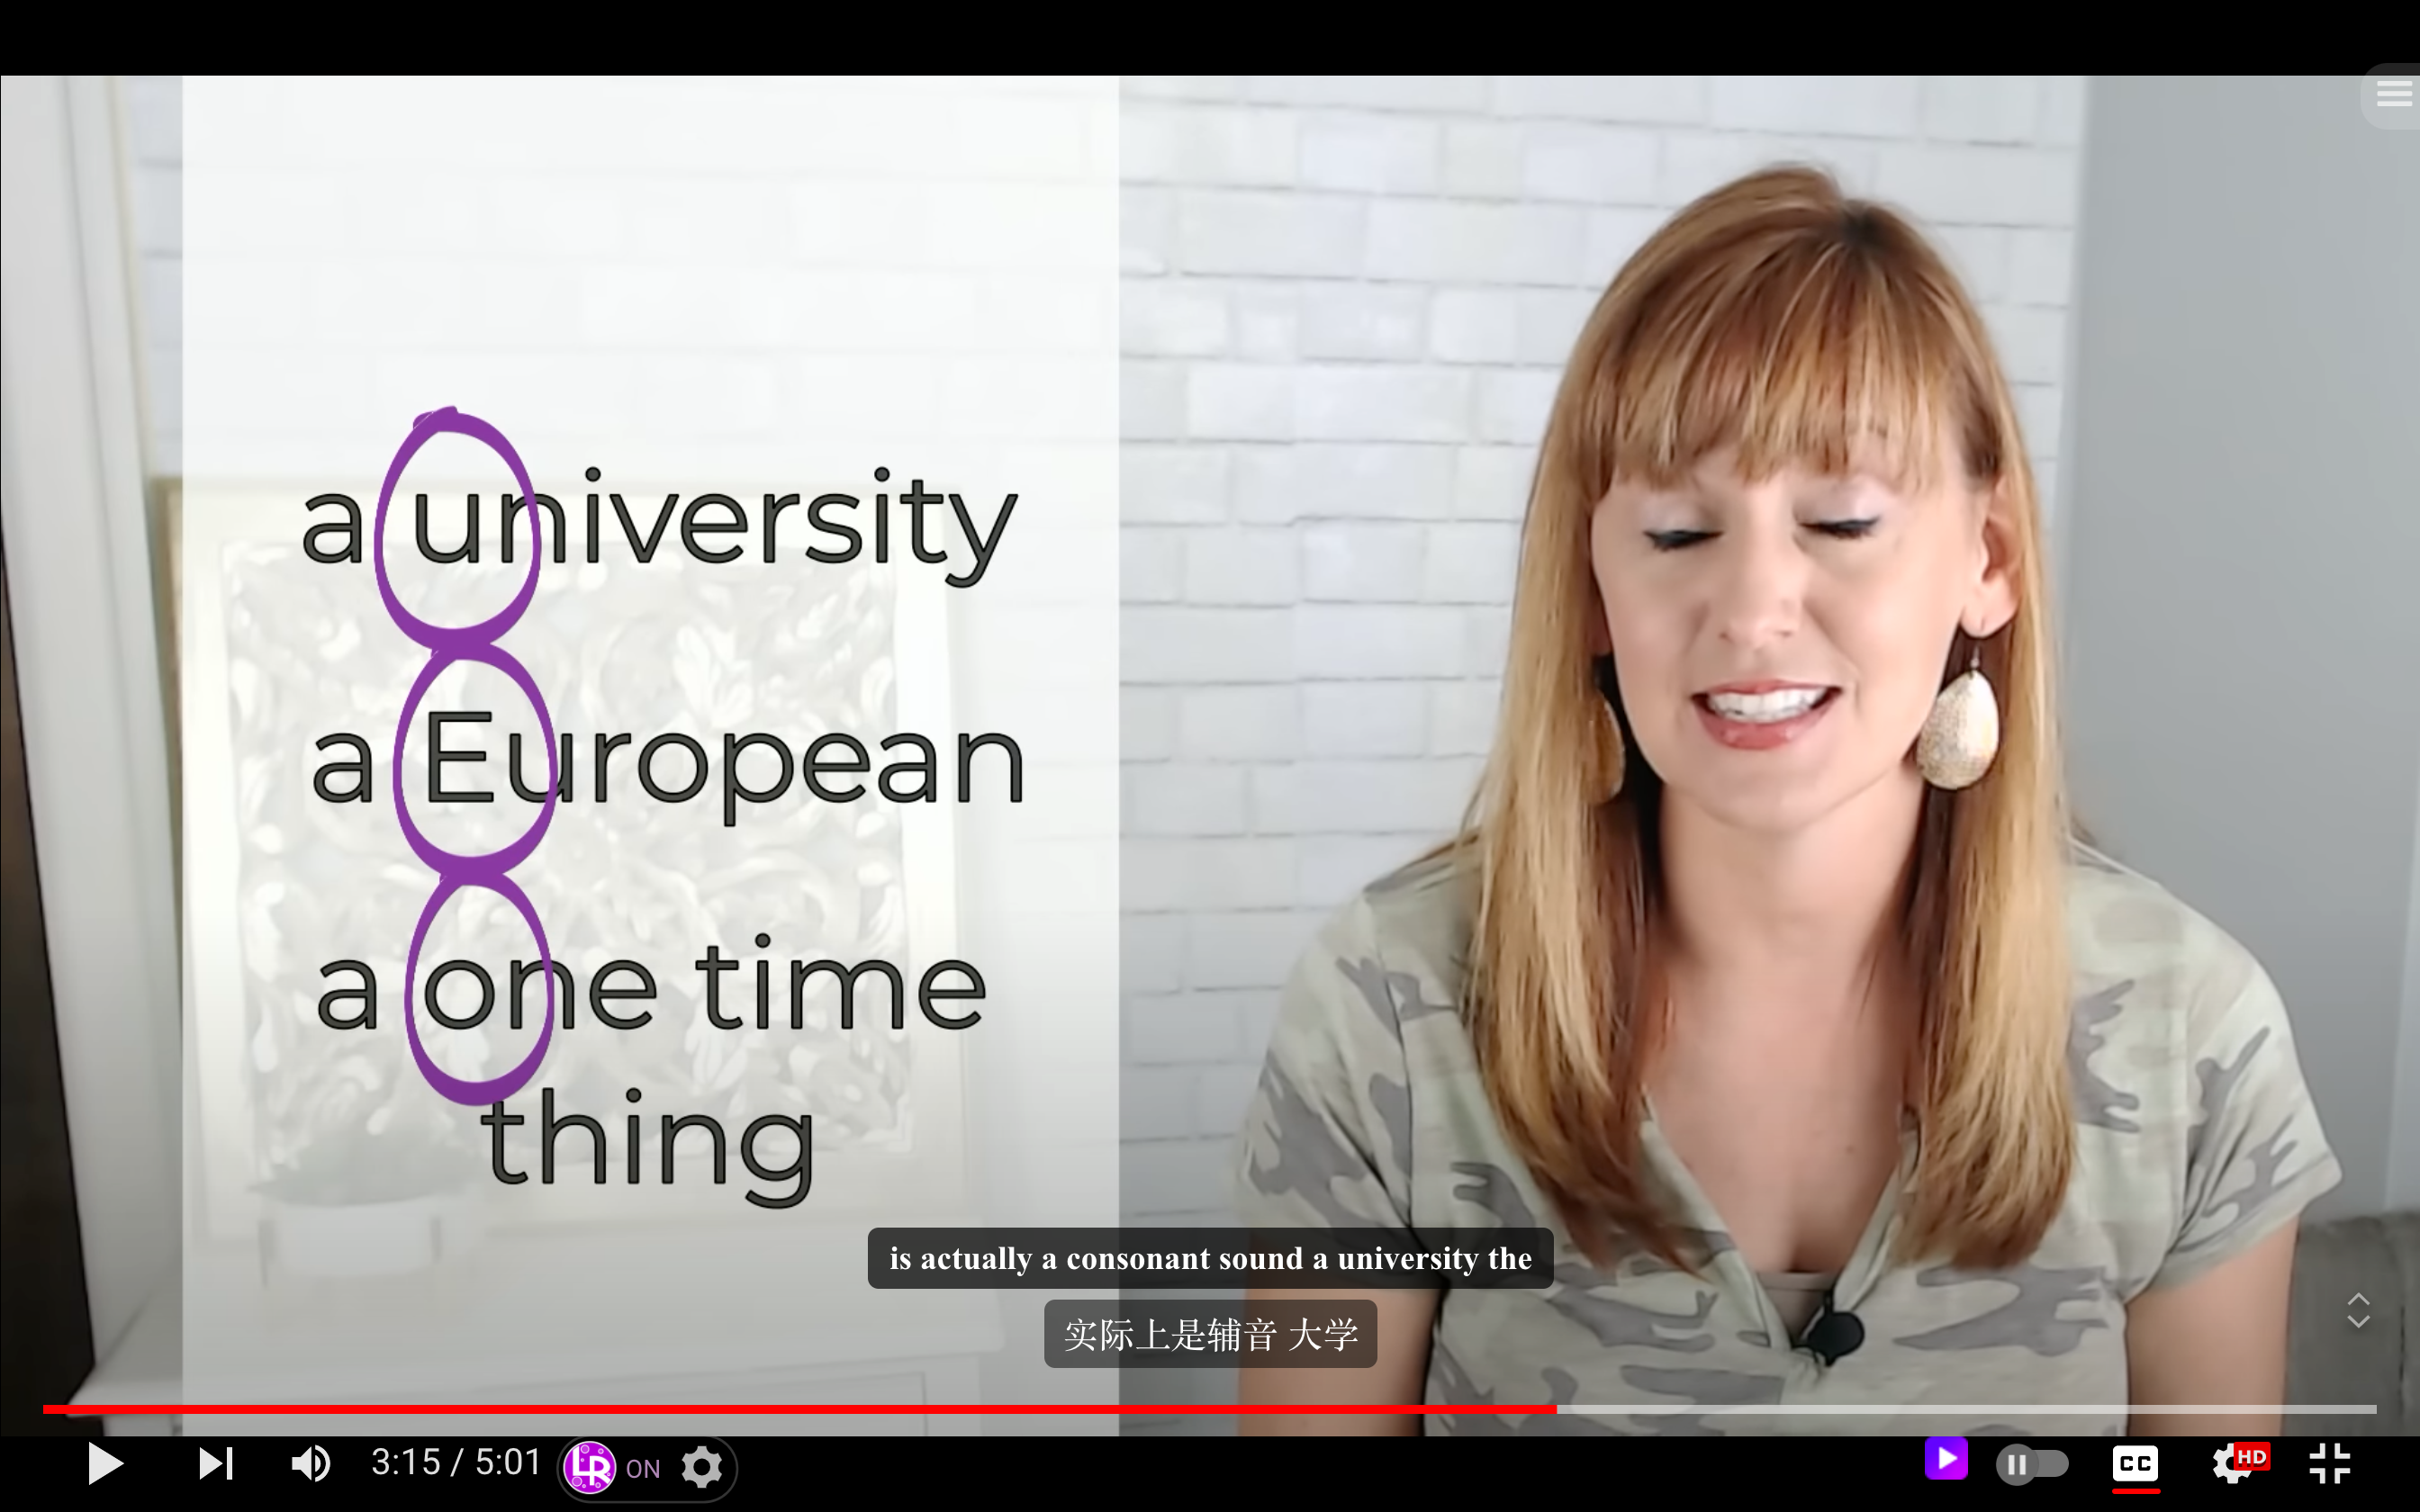 a university
a European
a one time
thing
is actually a consonant sound a university the
实际上是辅音 大学
3:15 / 5:01
LR
ON
CC
HD